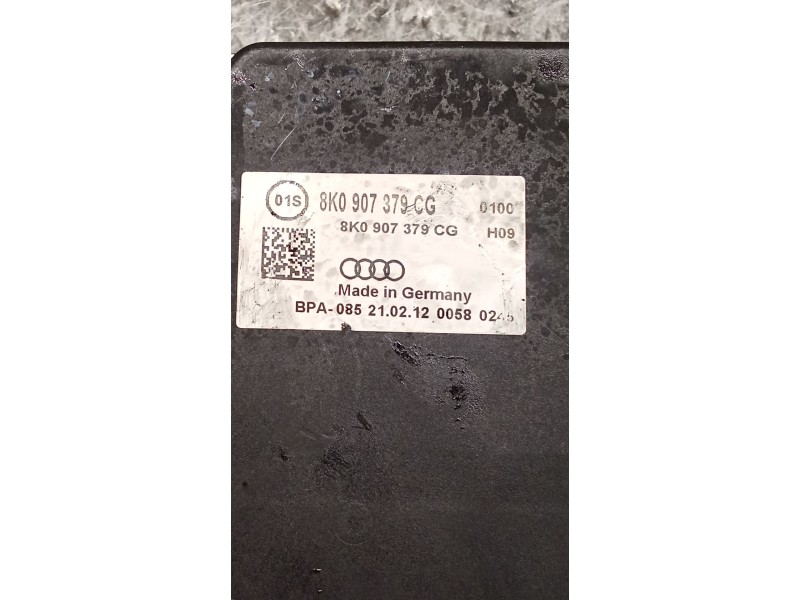 01S 8K0 907 379 CG 0100
8K0 907 379 CG H09
Made in Germany
BPA-085 21.02.12 0058